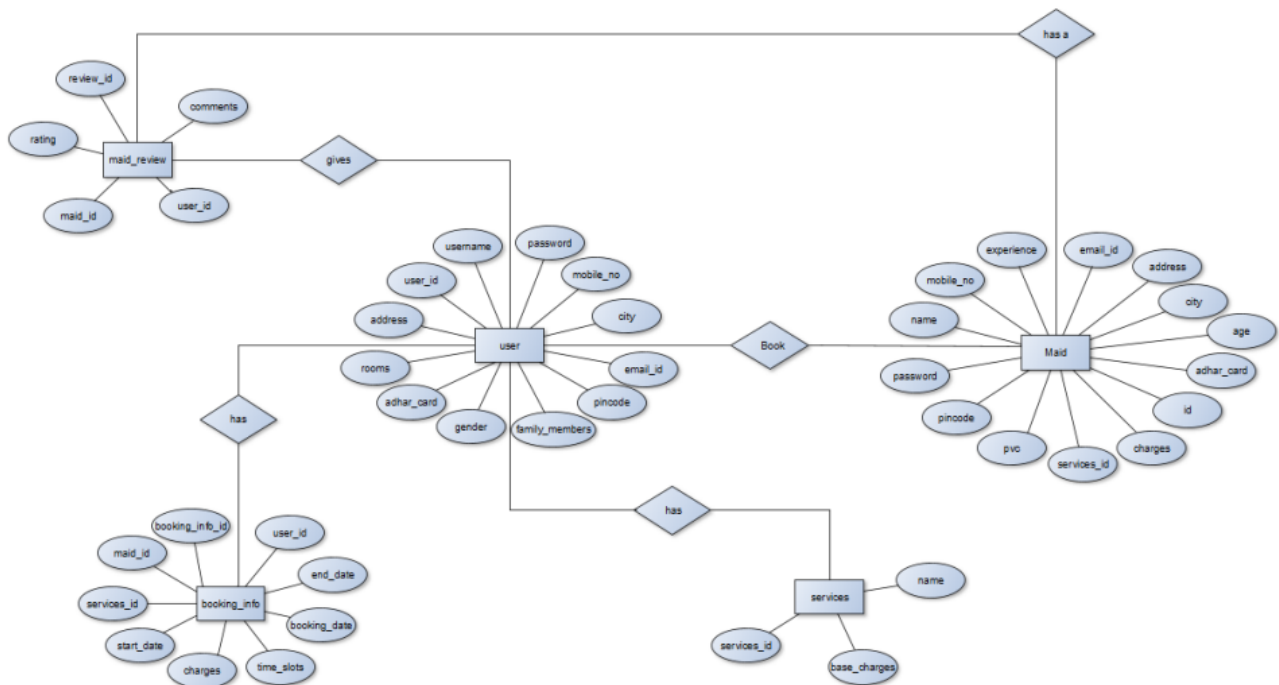 has a
review_id
comments
rating
maid_review
gives
maid_id
user_id
username
password
user_id
mobile_no
address
city
user
rooms
email_id
adhar_card
pincode
gender
family_members
Book
experience
email_id
mobile_no
address
name
city
age
Maid
password
adhar_card
pincode
id
pvc
charges
services_id
has
has
booking_info_id
user_id
maid_id
end_date
services_id
booking_info
booking_date
start_date
charges
time_slots
name
services
services_id
base_charges